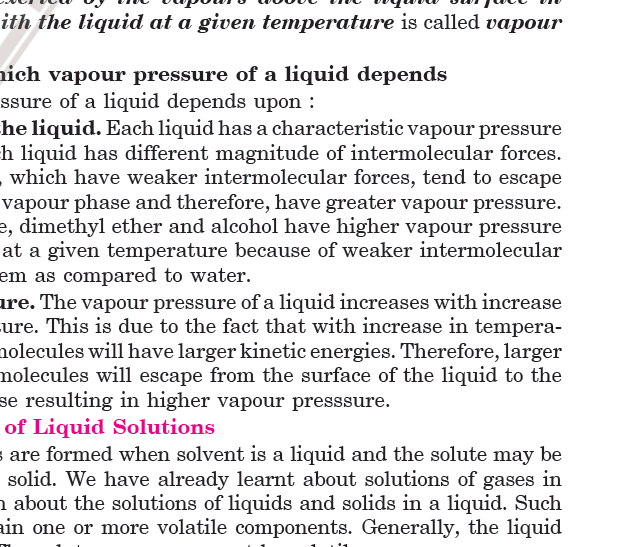 exerted by the vapours above the liquid surface in
ith the liquid at a given temperature is called vapour
hich vapour pressure of a liquid depends
ssure of a liquid depends upon :
he liquid. Each liquid has a characteristic vapour pressure
ch liquid has different magnitude of intermolecular forces.
, which have weaker intermolecular forces, tend to escape
vapour phase and therefore, have greater vapour pressure.
e, dimethyl ether and alcohol have higher vapour pressure
at a given temperature because of weaker intermolecular
em as compared to water.
ure. The vapour pressure of a liquid increases with increase
ure. This is due to the fact that with increase in tempera-
molecules will have larger kinetic energies. Therefore, larger
molecules will escape from the surface of the liquid to the
se resulting in higher vapour presssure.
of Liquid Solutions
s are formed when solvent is a liquid and the solute may be
solid. We have already learnt about solutions of gases in
n about the solutions of liquids and solids in a liquid. Such
ain one or more volatile components. Generally, the liquid